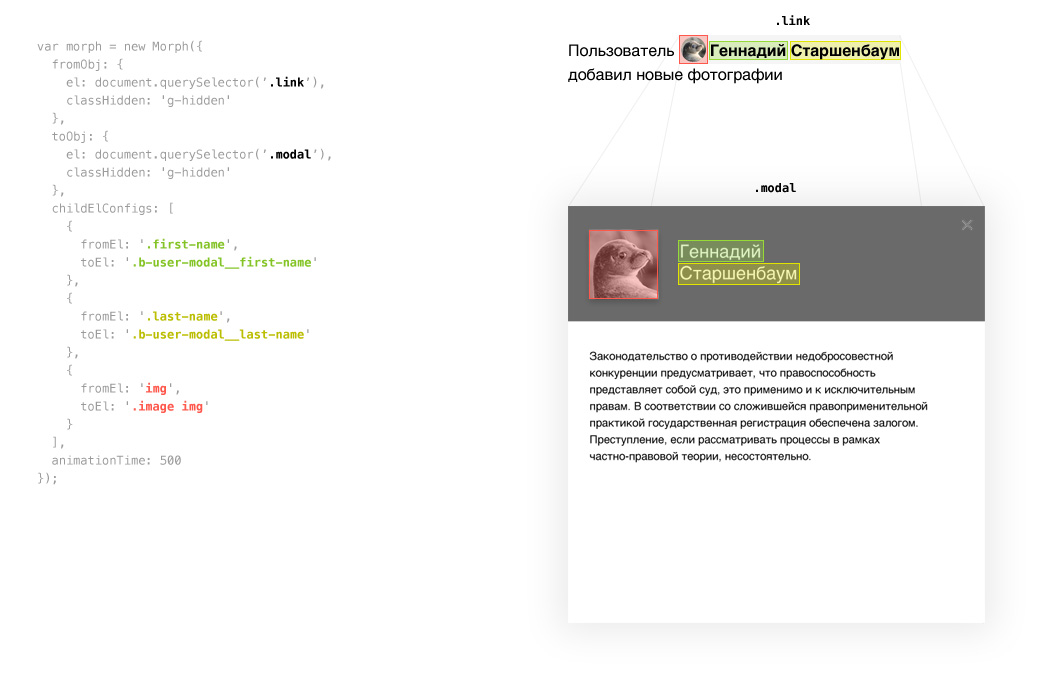 var morph = new Morph({
fromObj: {
el: document.querySelector('.link'),
classHidden: 'g-hidden'
},
toObj: {
el: document.querySelector('.modal'),
classHidden: 'g-hidden'
},
childElConfigs: [
{
fromEl: '.first-name',
toEl: '.b-user-modal__first-name'
},
{
fromEl: '.last-name',
toEl: '.b-user-modal__last-name'
},
{
fromEl: 'img',
toEl: '.image img'
}
],
animationTime: 500
});
.link
Пользователь Геннадий Старшенбаум
добавил новые фотографии
.modal
×
Геннадий
Старшенбаум
Законодательство о противодействии недобросовестной
конкуренции предусматривает, что правоспособность
представляет собой суд, это применимо и к исключительным
правам. В соответствии со сложившейся правоприменительной
практикой государственная регистрация обеспечена залогом.
Преступление, если рассматривать процессы в рамках
частно-правовой теории, несостоятельно.